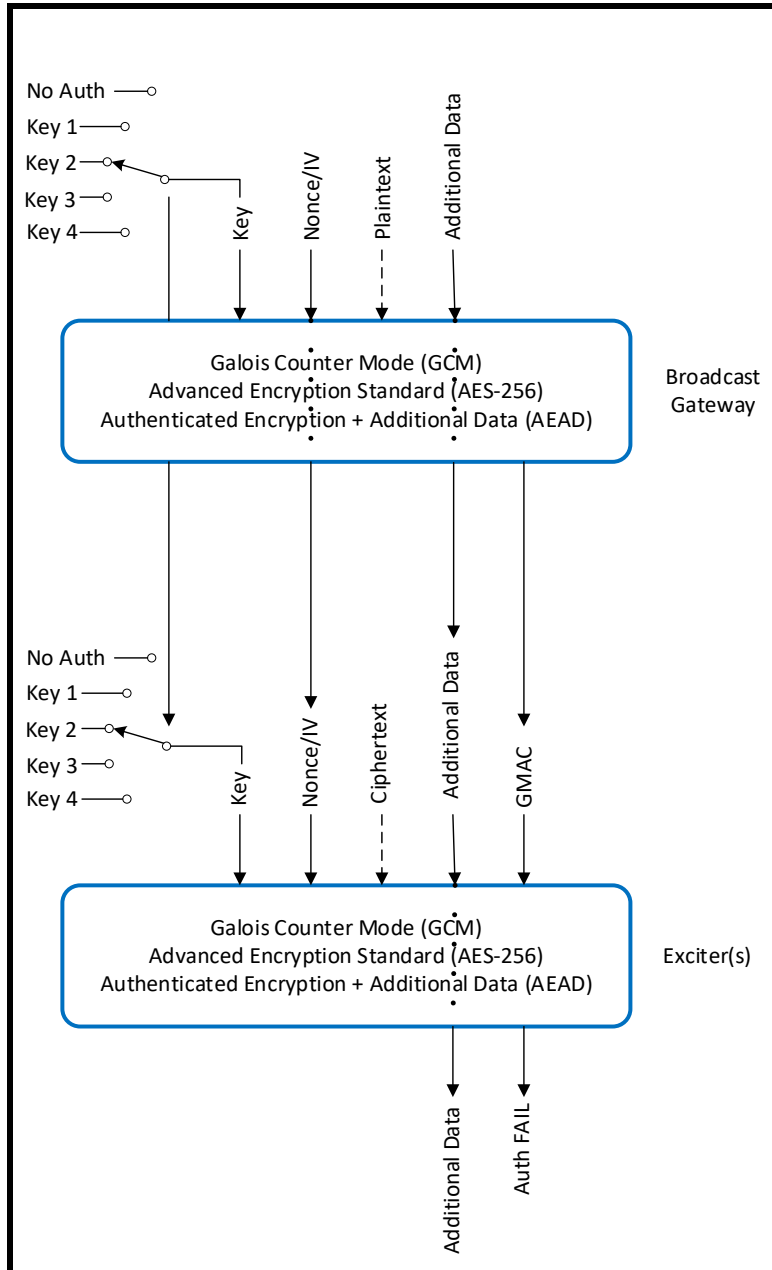 No Auth
Key 1
Key 2
Key 3
Key 4
Key
Nonce/IV
Plaintext
Additional Data
Galois Counter Mode (GCM)
Advanced Encryption Standard (AES-256)
Authenticated Encryption + Additional Data (AEAD)
Broadcast
Gateway
No Auth
Key 1
Key 2
Key 3
Key 4
Key
Nonce/IV
Ciphertext
Additional Data
GMAC
Galois Counter Mode (GCM)
Advanced Encryption Standard (AES-256)
Authenticated Encryption + Additional Data (AEAD)
Exciter(s)
Additional Data
Auth FAIL